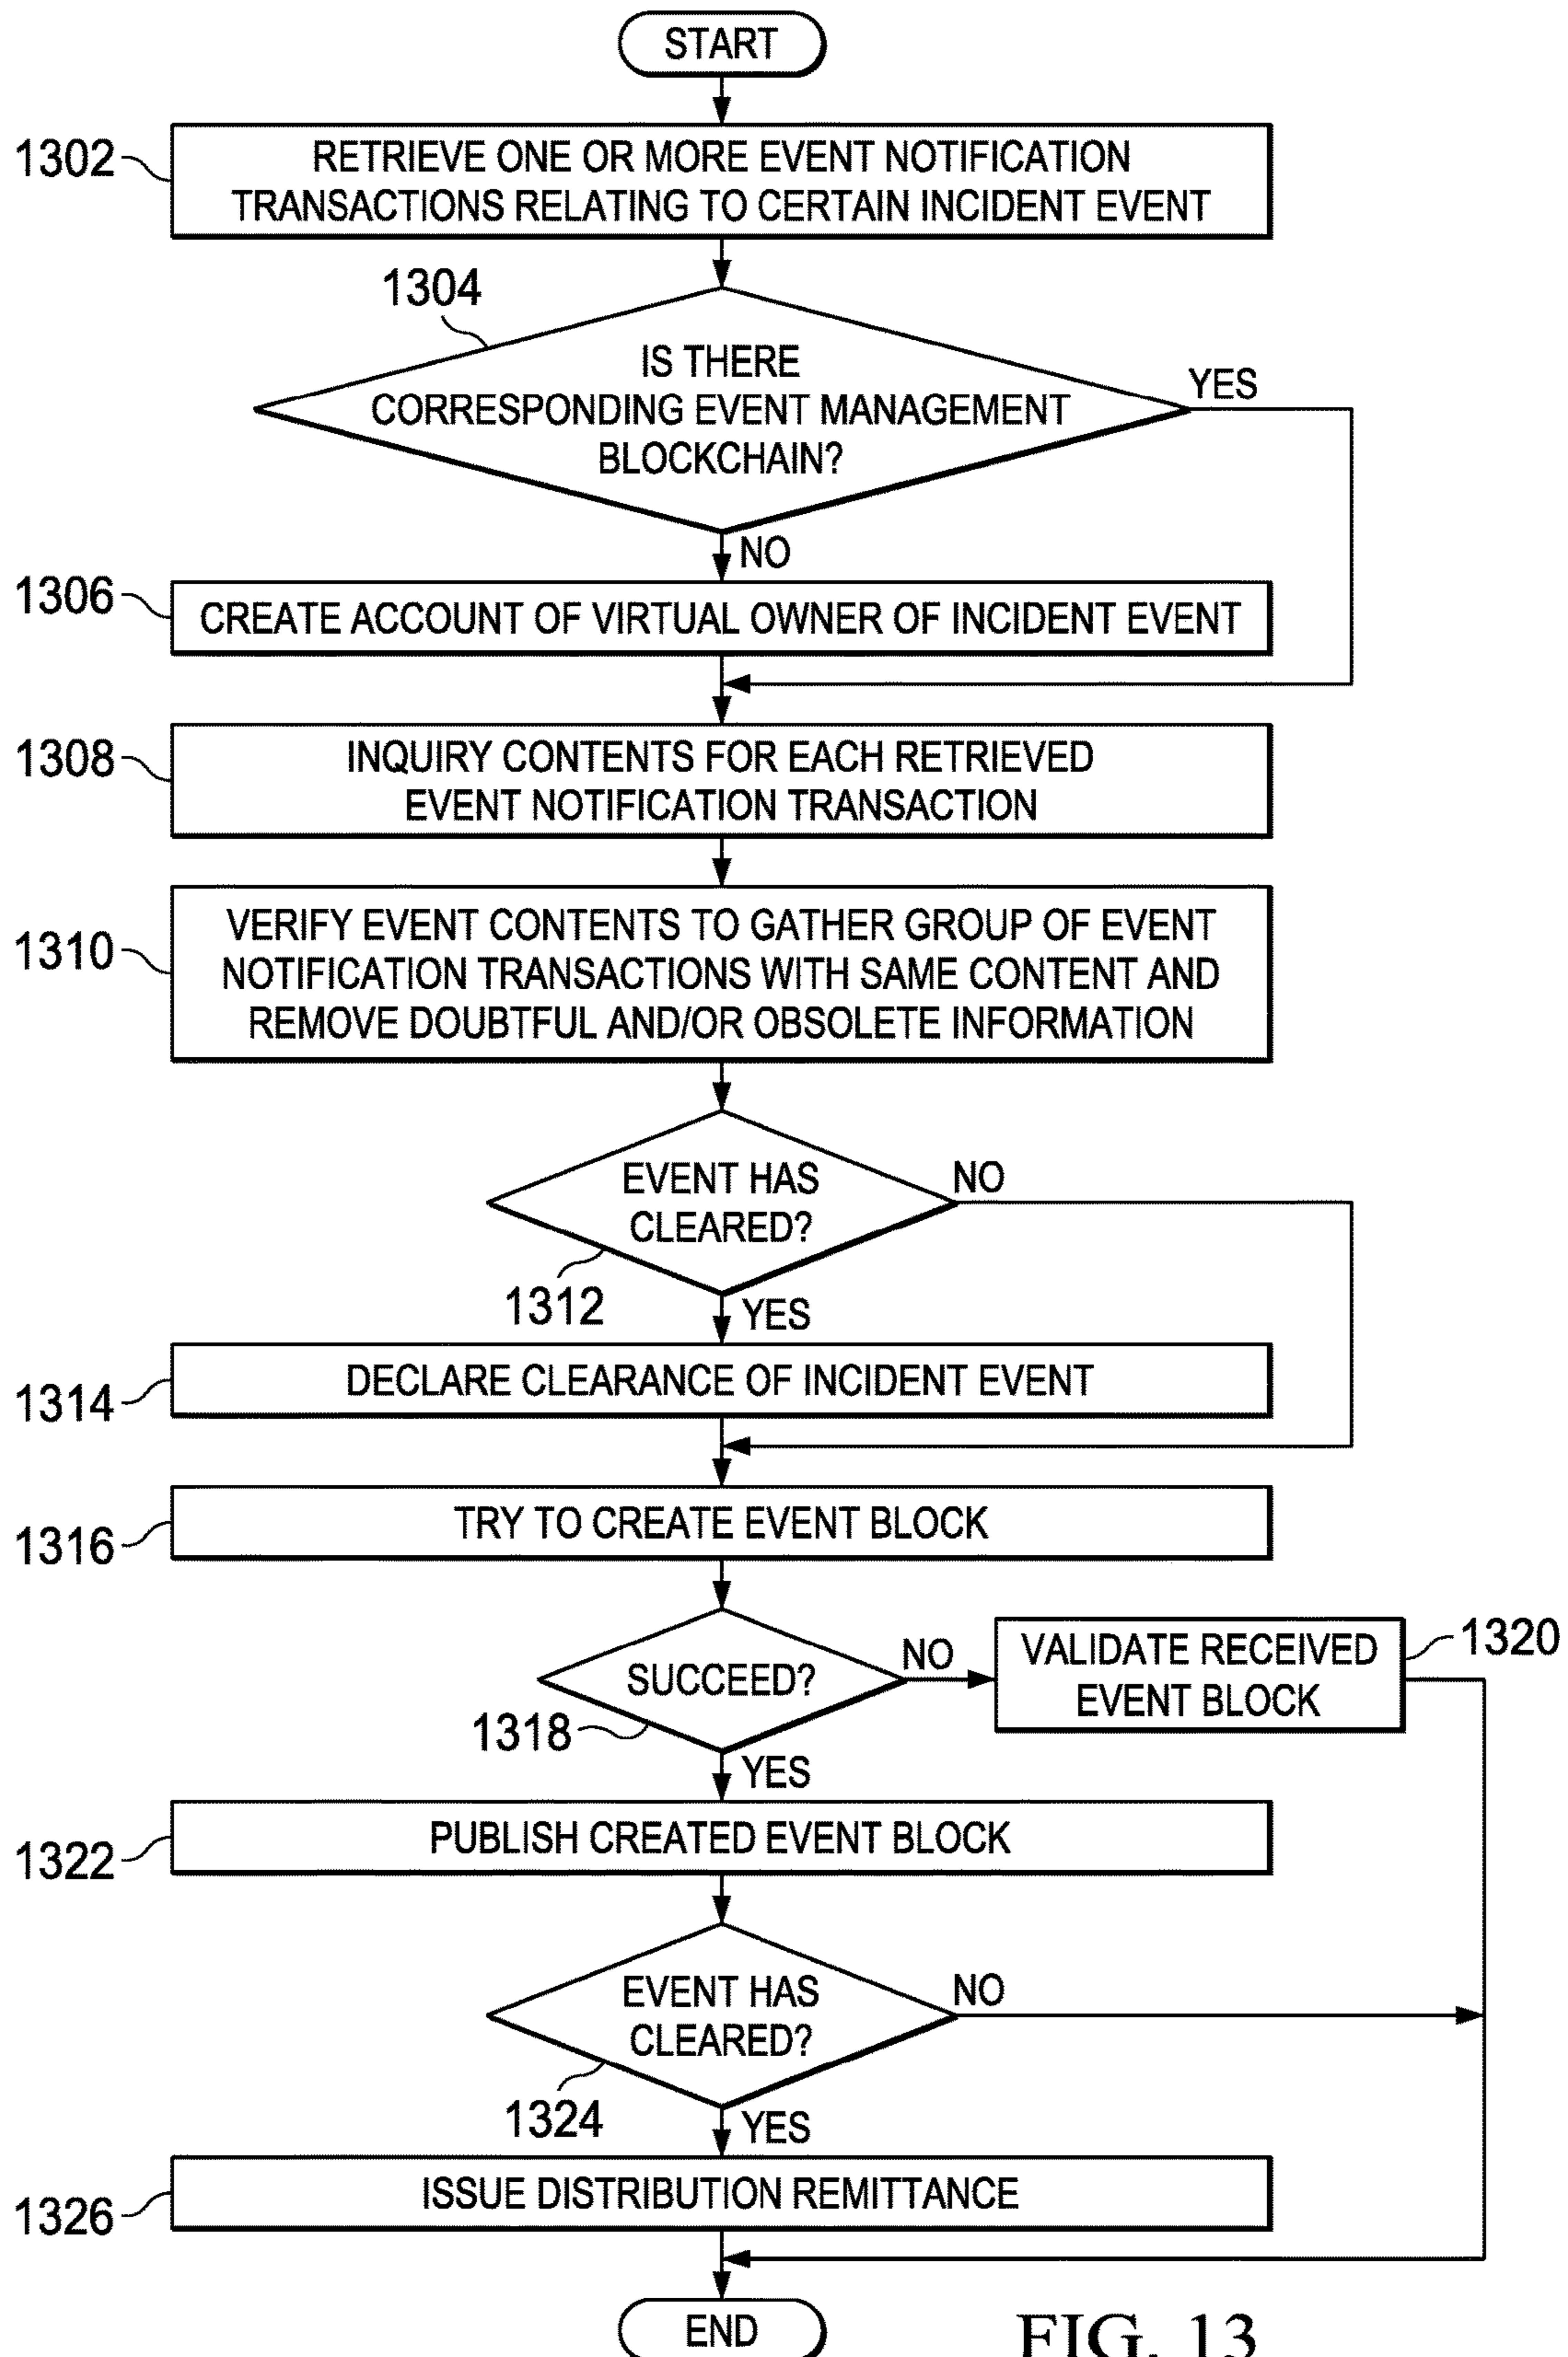 START
1302
RETRIEVE ONE OR MORE EVENT NOTIFICATION
TRANSACTIONS RELATING TO CERTAIN INCIDENT EVENT
1304
IS THERE
CORRESPONDING EVENT MANAGEMENT
BLOCKCHAIN?
YES
NO
1306
CREATE ACCOUNT OF VIRTUAL OWNER OF INCIDENT EVENT
1308
INQUIRY CONTENTS FOR EACH RETRIEVED
EVENT NOTIFICATION TRANSACTION
1310
VERIFY EVENT CONTENTS TO GATHER GROUP OF EVENT
NOTIFICATION TRANSACTIONS WITH SAME CONTENT AND
REMOVE DOUBTFUL AND/OR OBSOLETE INFORMATION
EVENT HAS
CLEARED?
NO
1312
YES
1314
DECLARE CLEARANCE OF INCIDENT EVENT
1316
TRY TO CREATE EVENT BLOCK
SUCCEED?
NO
1318
VALIDATE RECEIVED
EVENT BLOCK
1320
YES
1322
PUBLISH CREATED EVENT BLOCK
EVENT HAS
CLEARED?
NO
1324
YES
1326
ISSUE DISTRIBUTION REMITTANCE
END
FIG. 13